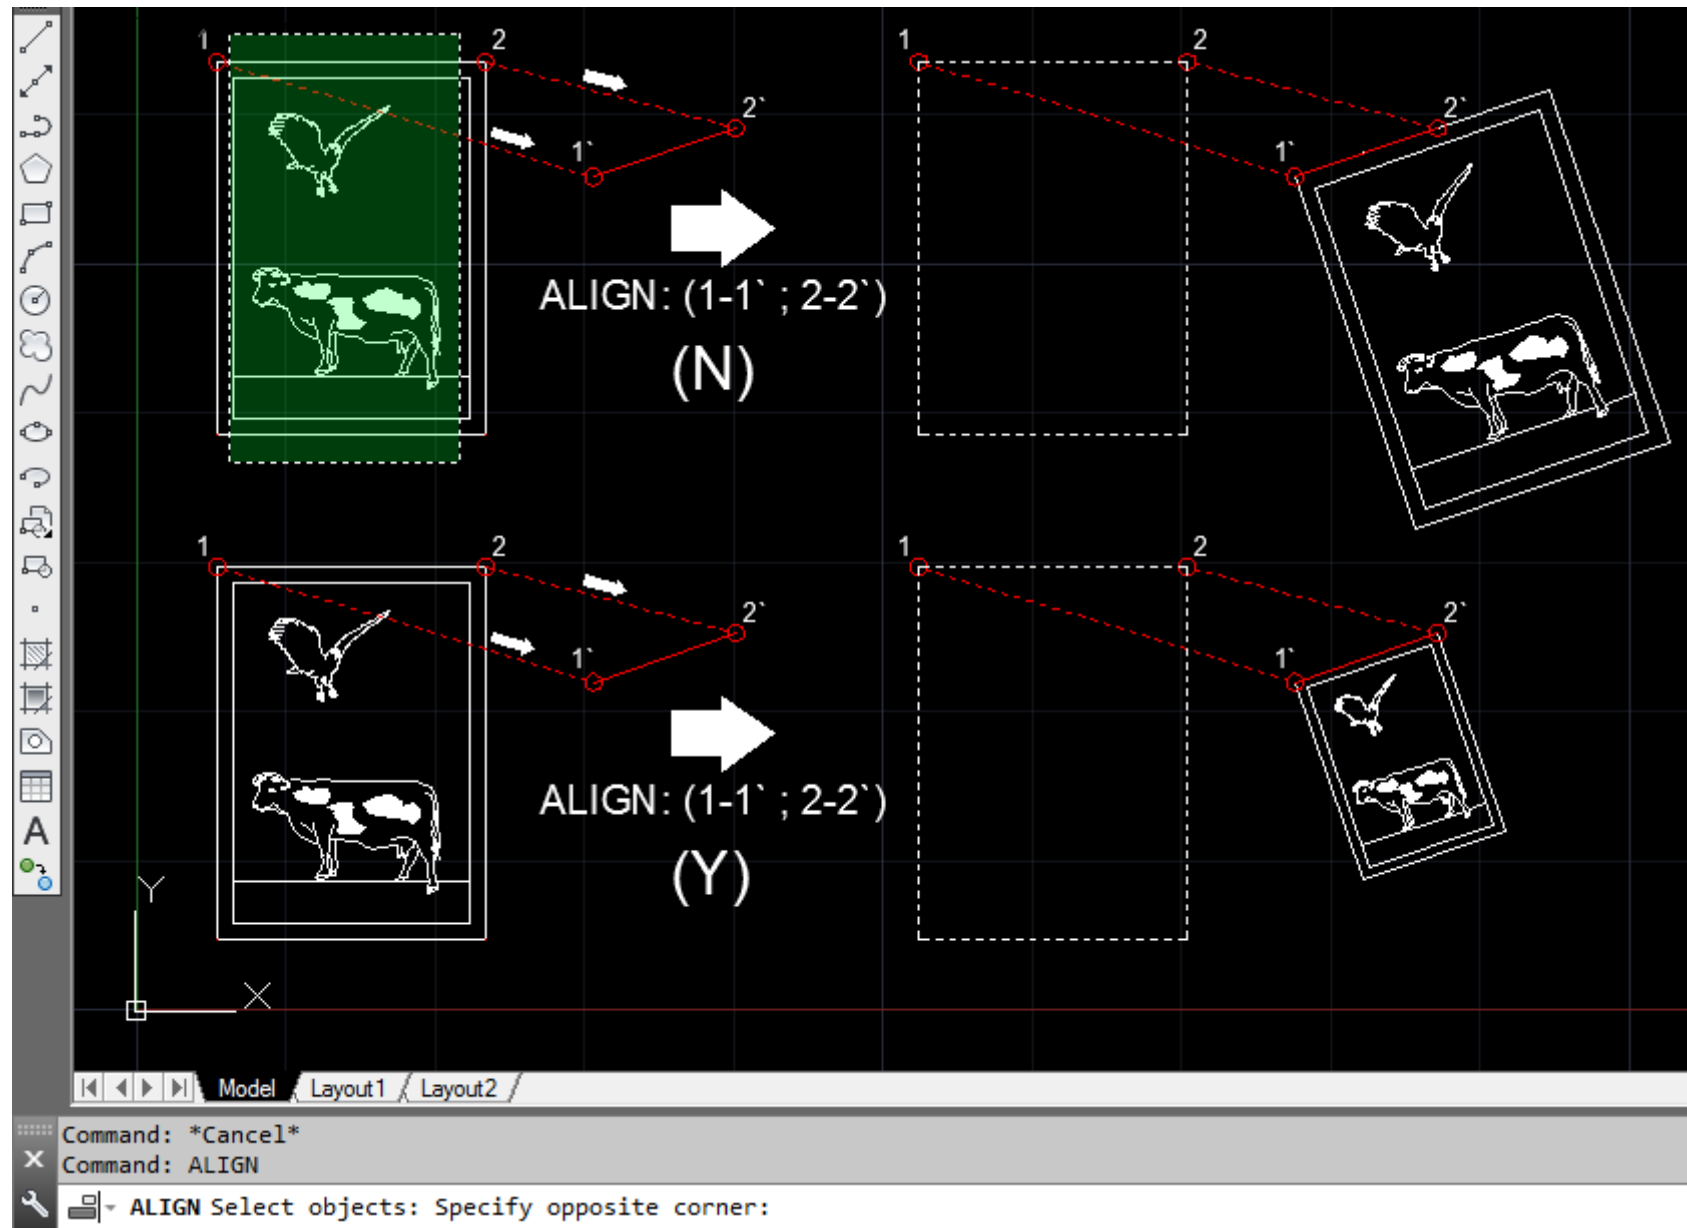 1 2 1 2
2` 2`
1` 1`
ALIGN: (1-1` ; 2-2`)
(N)
1 2 1 2
2` 2`
1` 1`
ALIGN: (1-1` ; 2-2`)
(Y)
A
Y
X
Model Layout1 Layout2
Command: *Cancel*
Command: ALIGN
ALIGN Select objects: Specify opposite corner: